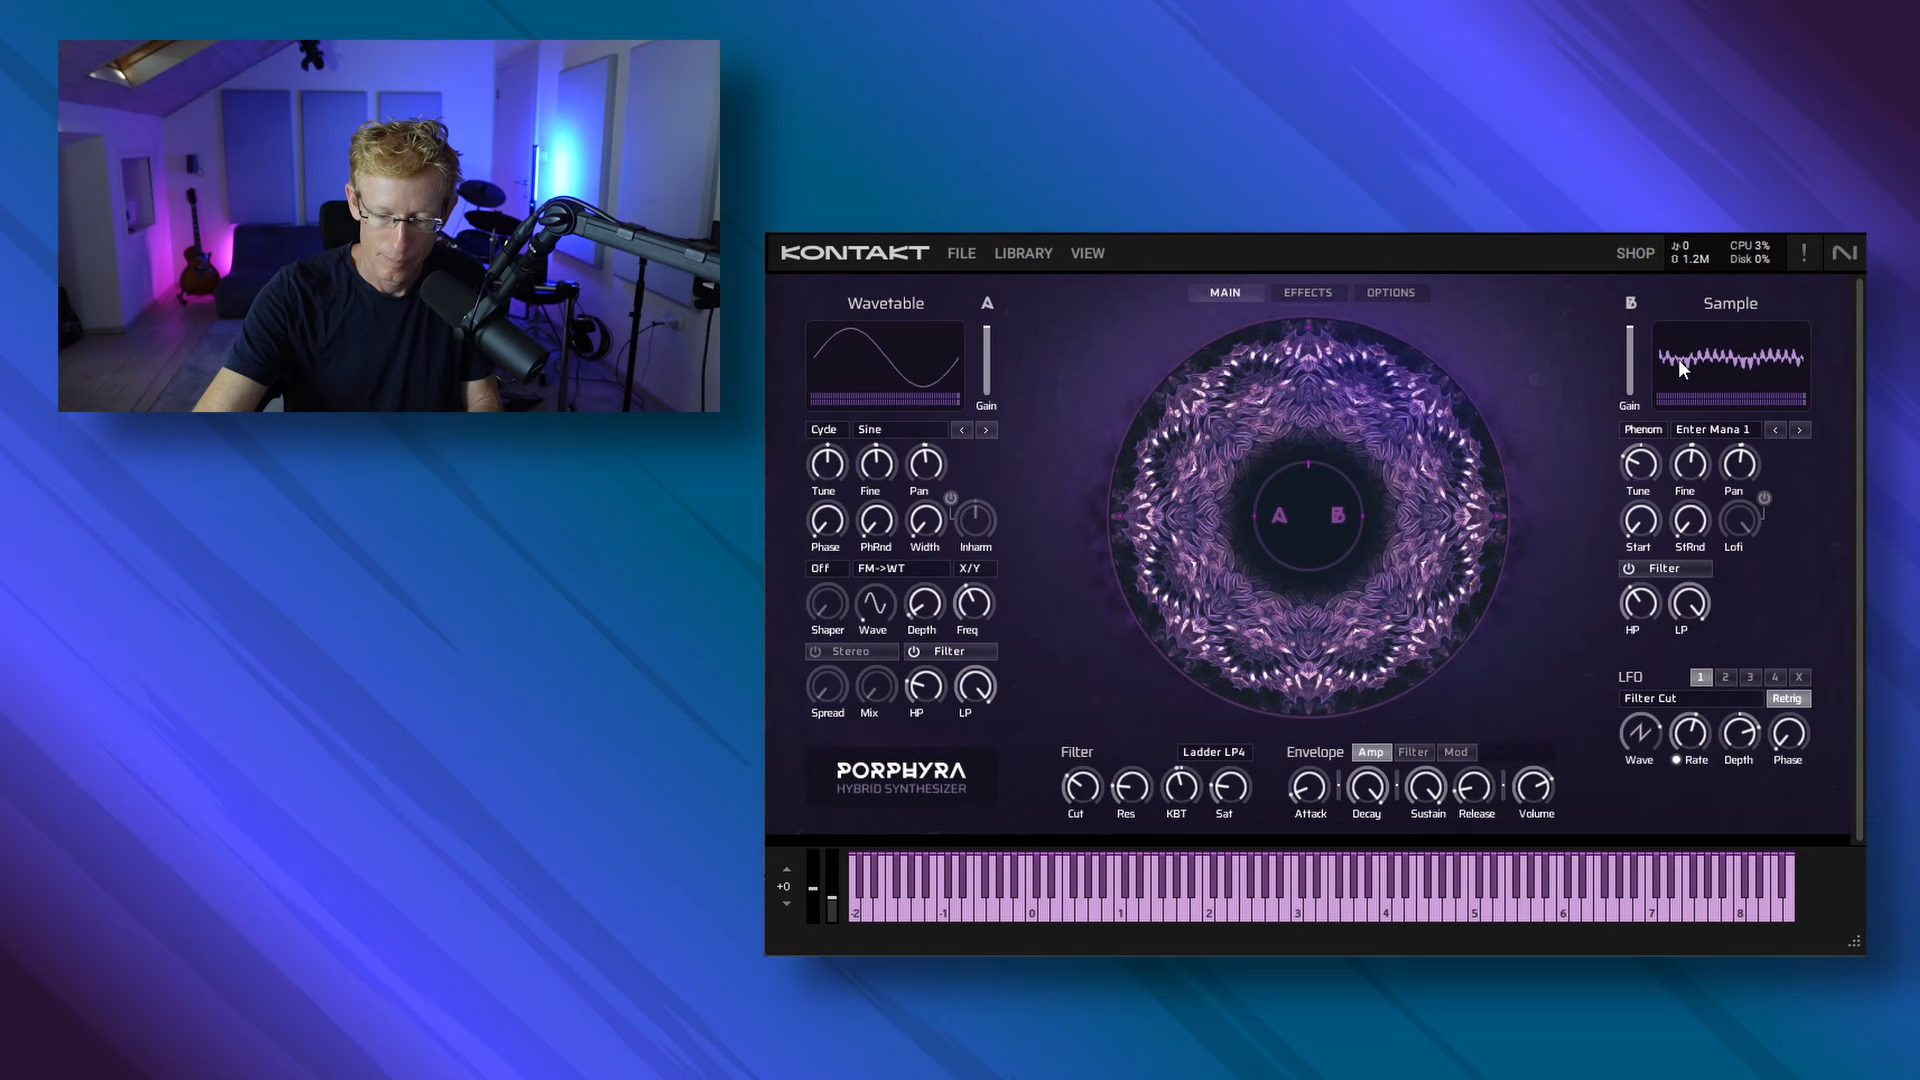 KONTAKT FILE LIBRARY VIEW SHOP 0 CPU 3%
1.2M Disk 0%
MAIN EFFECTS OPTIONS
Wavetable A
Gain
Cycle Sine < >
Tune Fine Pan
Phase PhRnd Width Inharm
Off FM->WT X/Y
Shaper Wave Depth Freq
Stereo Filter
Spread Mix HP LP
PORPHYRA
HYBRID SYNTHESIZER
A B
Filter Ladder LP4
Cut Res KBT Sat
Envelope Amp Filter Mod
Attack Decay Sustain Release Volume
B Sample
Gain
Phenom Enter Mana 1 < >
Tune Fine Pan
Start StRnd Lofi
Filter
HP LP
LFO 1 2 3 4 X
Filter Cut Retrig
Wave Rate Depth Phase
+0
-2 -1 0 1 2 3 4 5 6 7 8